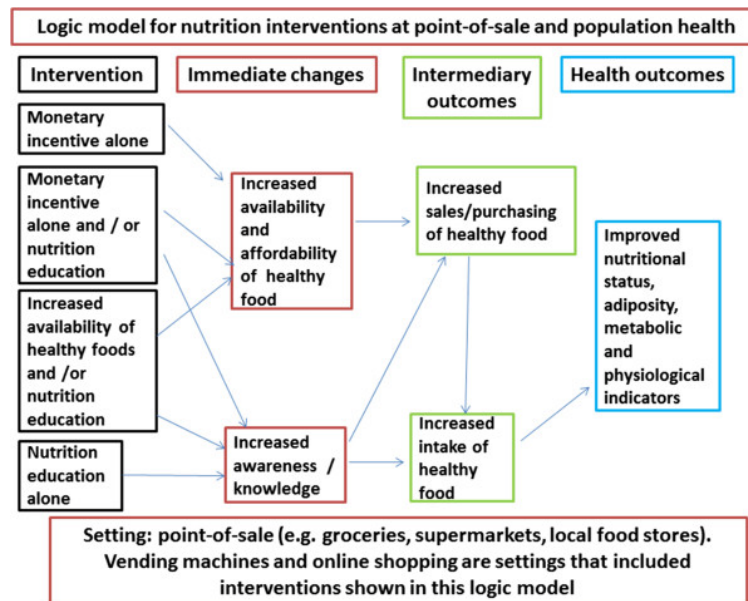 Logic model for nutrition interventions at point-of-sale and population health
Intervention
Immediate changes
Intermediary
outcomes
Health outcomes
Monetary
incentive alone
Monetary
incentive
alone and / or
nutrition
education
Increased
availability of
healthy foods
and /or
nutrition
education
Nutrition
education
alone
Increased
availability
and
affordability
of healthy
food
Increased
awareness /
knowledge
Increased
sales/purchasing
of healthy food
Increased
intake of
healthy
food
Improved
nutritional
status,
adiposity,
metabolic
and
physiological
indicators
Setting: point-of-sale (e.g. groceries, supermarkets, local food stores).
Vending machines and online shopping are settings that included
interventions shown in this logic model